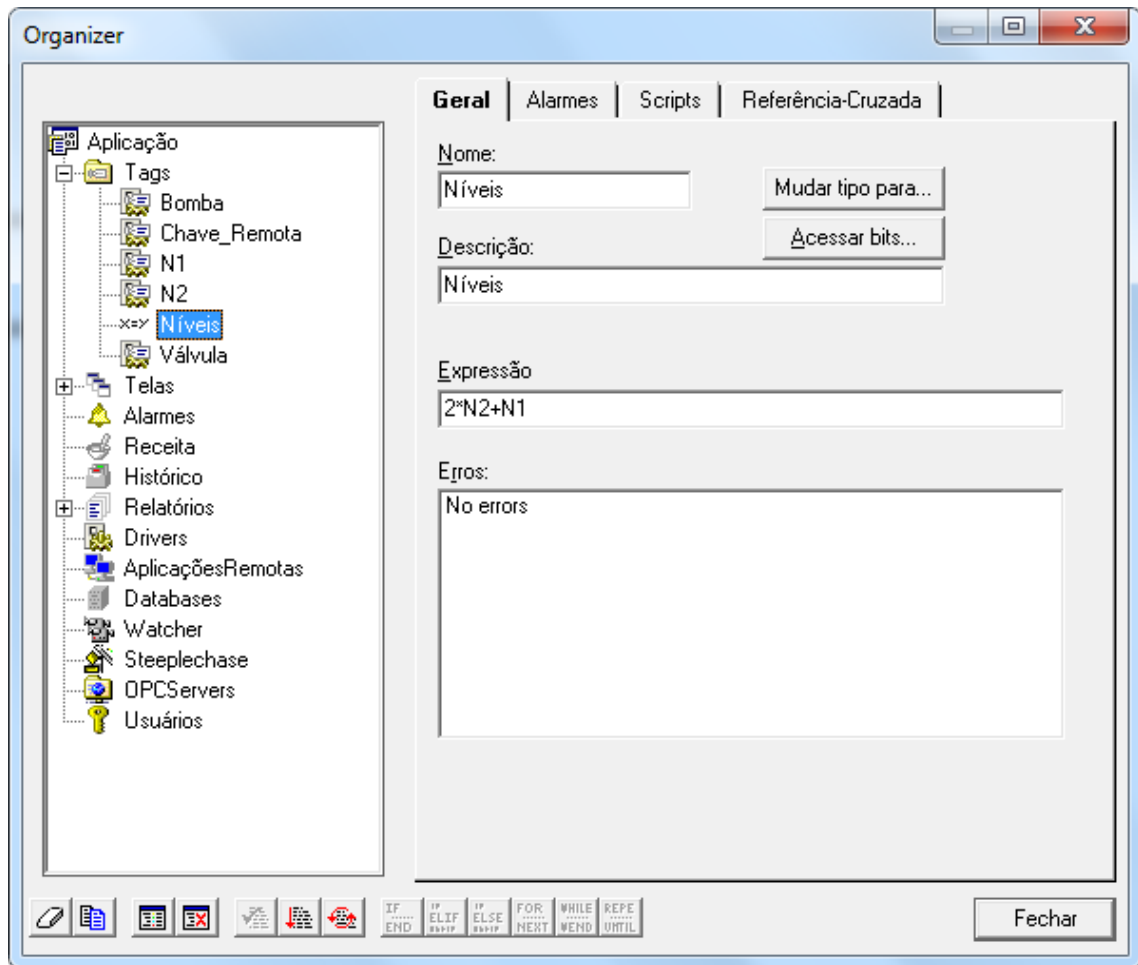 Organizer
Geral
Alarmes
Scripts
Referência-Cruzada
Aplicação
Tags
Bomba
Chave_Remota
N1
N2
x=y Níveis
Válvula
Telas
Alarmes
Receita
Histórico
Relatórios
Drivers
AplicaçõesRemotas
Databases
Watcher
Steeplechase
OPCServers
Usuários
Nome:
Níveis
Mudar tipo para...
Acessar bits...
Descrição:
Níveis
Expressão
2*N2+N1
Erros:
No errors
IF END
IF ELIF
IF ELSE
FOR NEXT
WHILE WEND
REPE UNTIL
Fechar